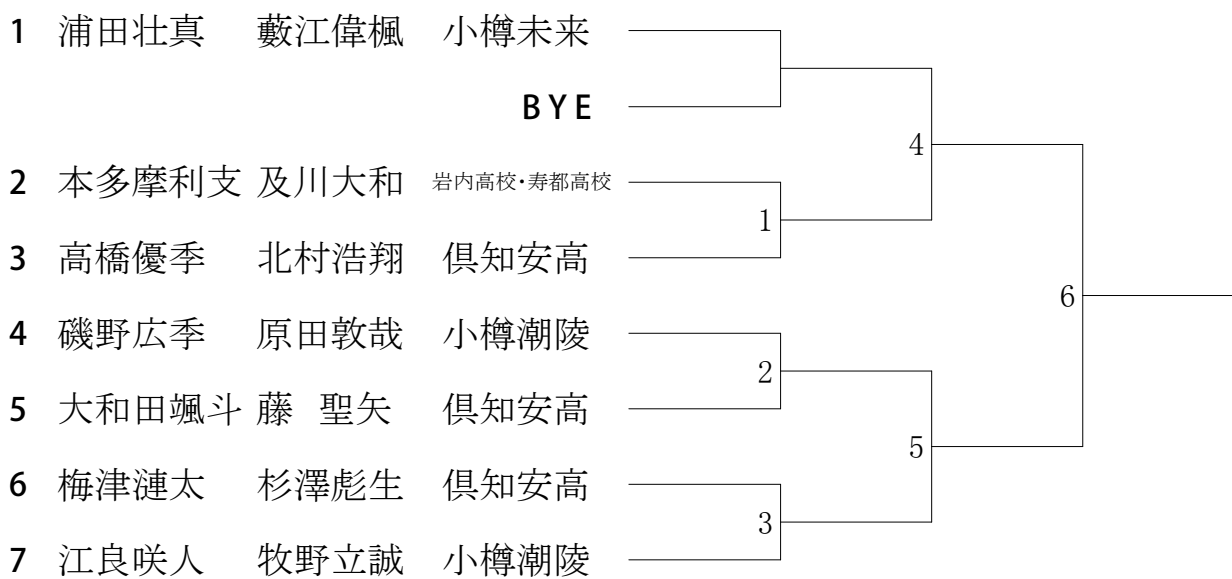 1 浦田壮真 藪江偉楓 小樽未来
BYE
4
2 本多摩利支 及川大和 岩内高校・寿都高校
1
3 高橋優季 北村浩翔 倶知安高
6
4 磯野広季 原田敦哉 小樽潮陵
2
5 大和田颯斗 藤 聖矢 倶知安高
5
6 梅津漣太 杉澤彪生 倶知安高
3
7 江良咲人 牧野立誠 小樽潮陵